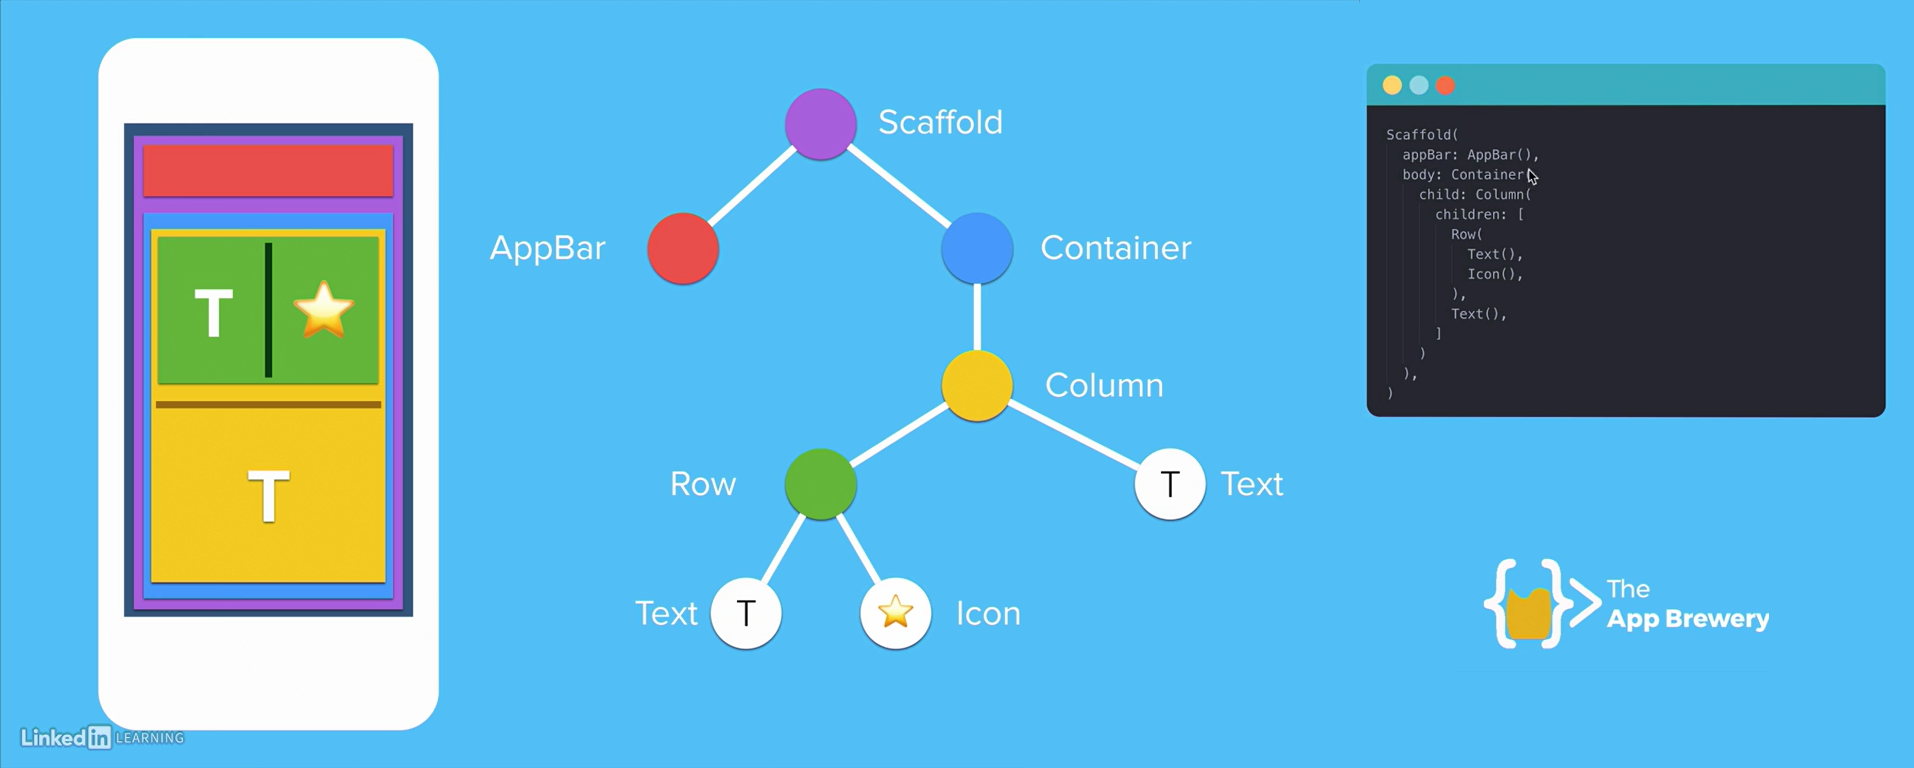 T
T
Scaffold
AppBar
Container
Column
Row
T
Text
Text
T
Icon
Scaffold(
appBar: AppBar(),
body: Container(
child: Column(
children: [
Row(
Text(),
Icon(),
),
Text(),
]
)
),
)
The
App Brewery
LinkedIn LEARNING